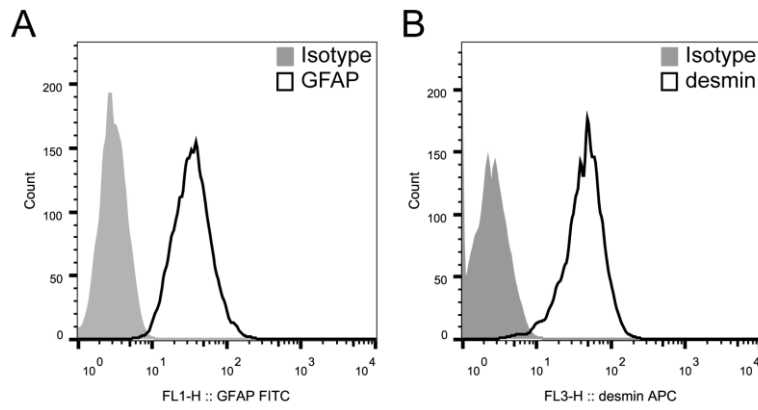 A
Isotype
GFAP
Count
200
150
100
50
0
10^0 10^1 10^2 10^3 10^4
FL1-H :: GFAP FITC
B
Isotype
desmin
Count
200
150
100
50
0
10^0 10^1 10^2 10^3 10^4
FL3-H :: desmin APC